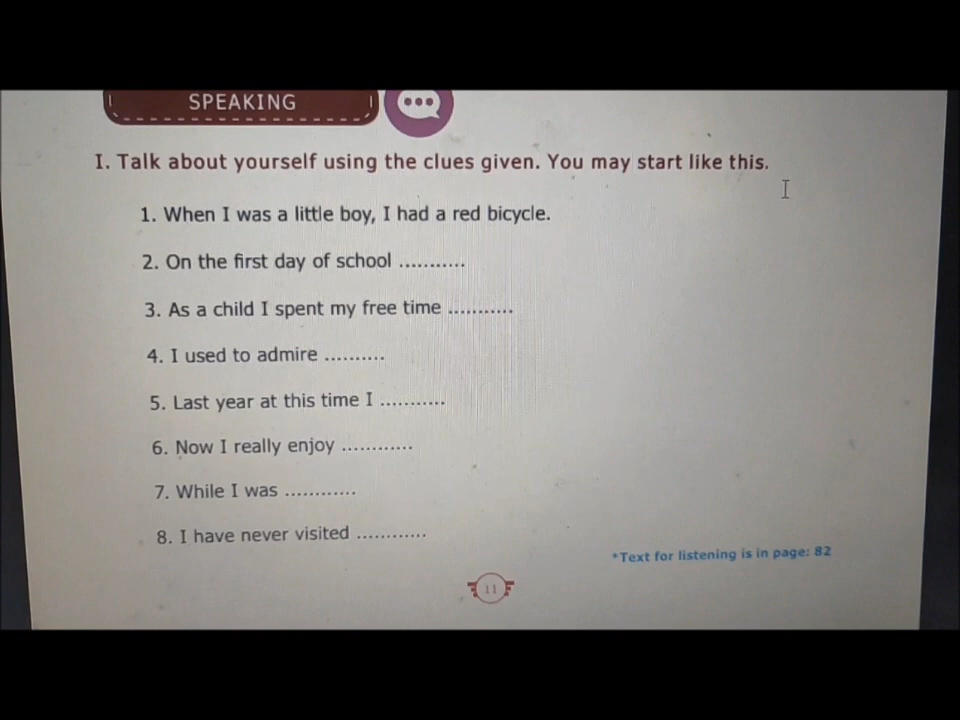 SPEAKING
I. Talk about yourself using the clues given. You may start like this.
1. When I was a little boy, I had a red bicycle.
2. On the first day of school ...........
3. As a child I spent my free time ...........
4. I used to admire ..........
5. Last year at this time I ...........
6. Now I really enjoy ............
7. While I was ............
8. I have never visited ............
*Text for listening is in page: 82
11